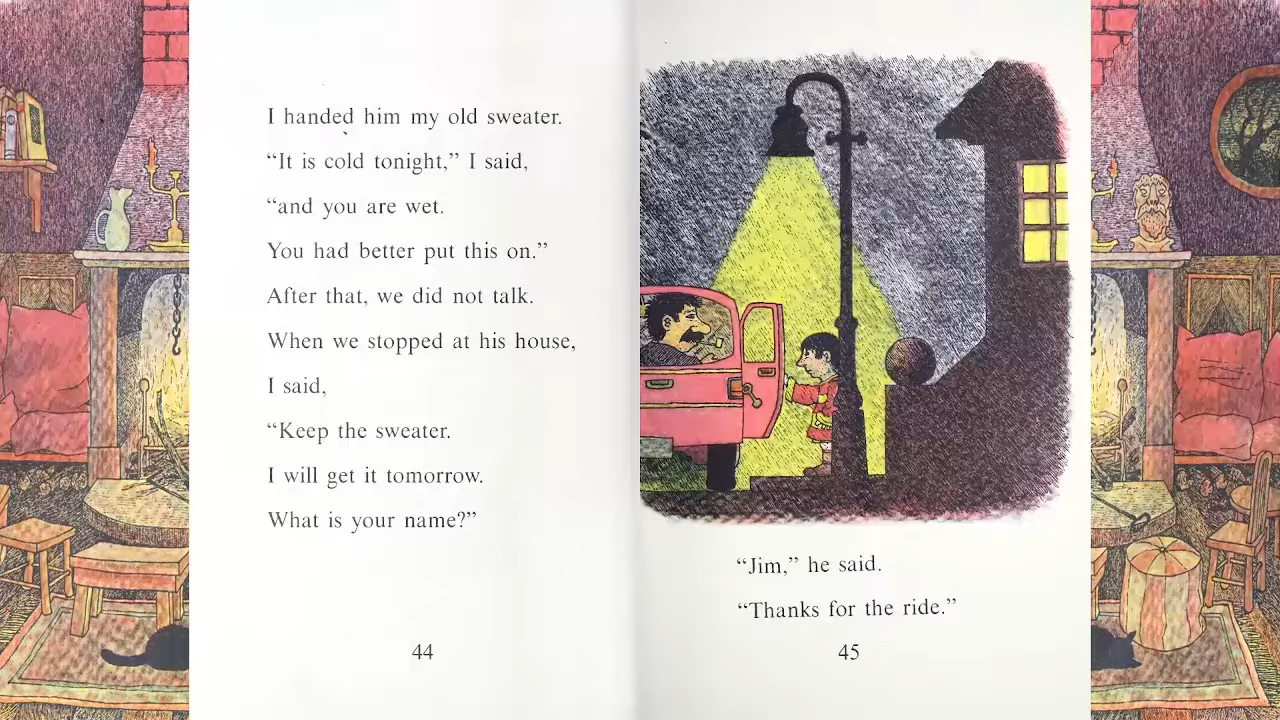 I handed him my old sweater.
“It is cold tonight,” I said,
“and you are wet.
You had better put this on.”
After that, we did not talk.
When we stopped at his house,
I said,
“Keep the sweater.
I will get it tomorrow.
What is your name?”
44
“Jim,” he said.
“Thanks for the ride.”
45